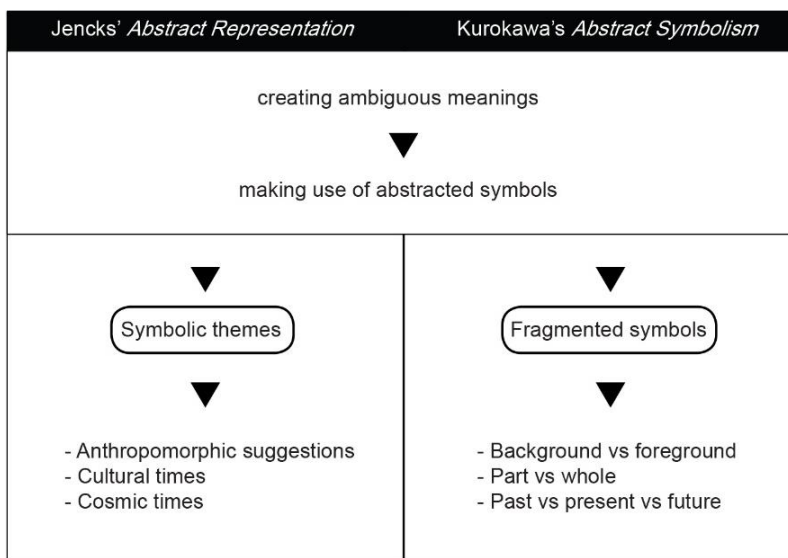 Jencks' Abstract Representation
Kurokawa's Abstract Symbolism
creating ambiguous meanings
making use of abstracted symbols
Symbolic themes
- Anthropomorphic suggestions
- Cultural times
- Cosmic times
Fragmented symbols
- Background vs foreground
- Part vs whole
- Past vs present vs future